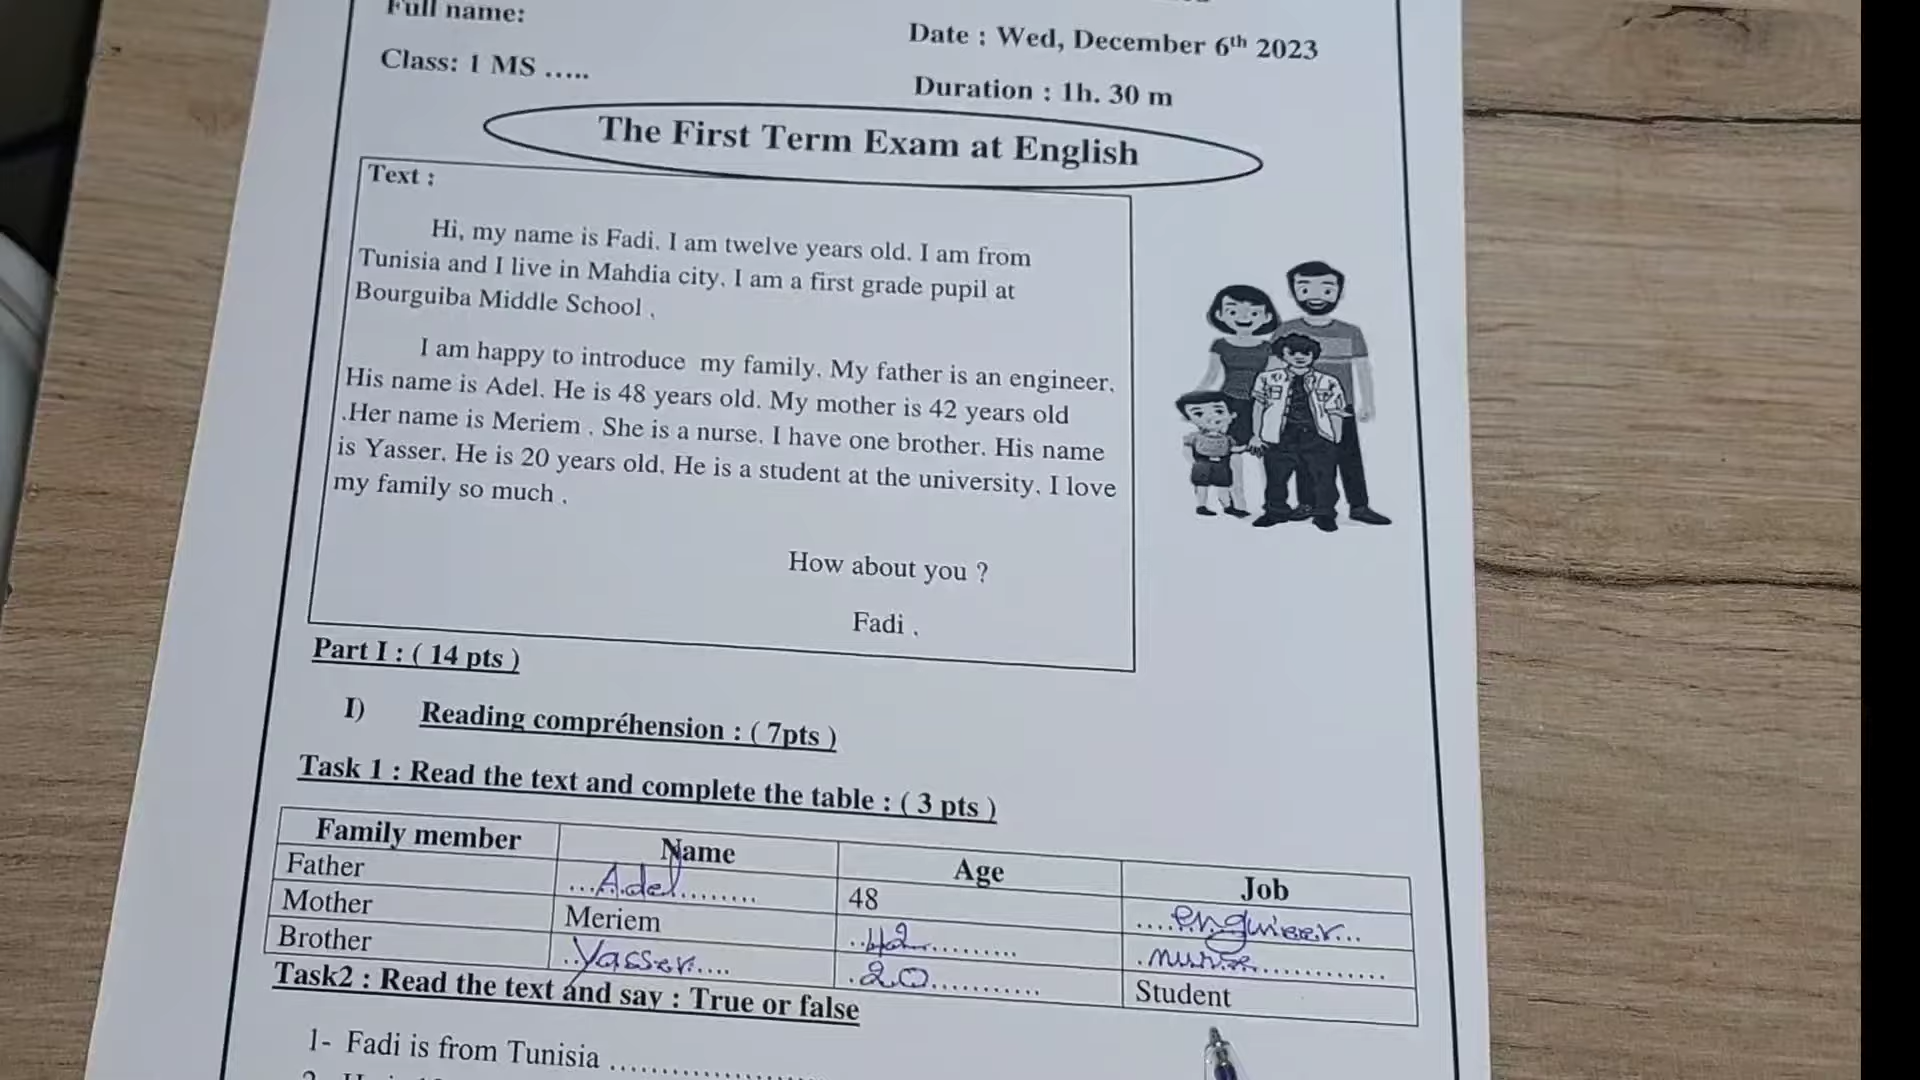 Full name:
Date : Wed, December 6th 2023
Class: 1 MS .....
Duration : 1h. 30 m
The First Term Exam at English
Text :
Hi, my name is Fadi. I am twelve years old. I am from
Tunisia and I live in Mahdia city. I am a first grade pupil at
Bourguiba Middle School .
I am happy to introduce my family. My father is an engineer.
His name is Adel. He is 48 years old. My mother is 42 years old
.Her name is Meriem . She is a nurse. I have one brother. His name
is Yasser. He is 20 years old. He is a student at the university. I love
my family so much .
How about you ?
Fadi .
Part I : ( 14 pts )
I) Reading compréhension : ( 7pts )
Task 1 : Read the text and complete the table : ( 3 pts )
Family member Name Age Job
Father ...Adel........ 48 ....engineer...
Mother Meriem ..42.......... .nurse............
Brother ..Yasser.... .20........... Student
Task2 : Read the text and say : True or false
1- Fadi is from Tunisia ......................